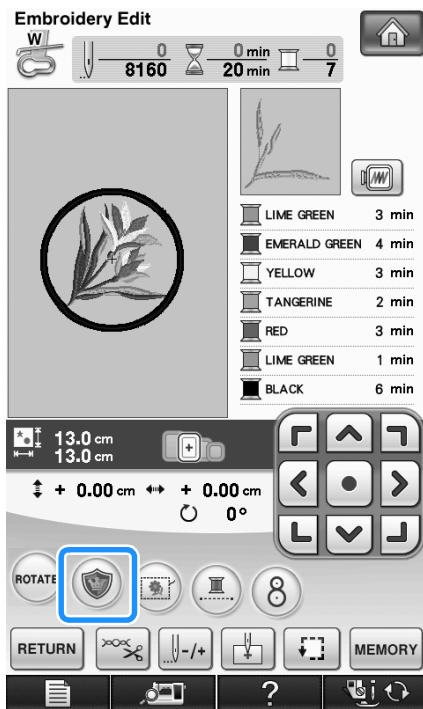 Embroidery Edit
W
0 0 min 0
8160 20 min 7
LIME GREEN 3 min
EMERALD GREEN 4 min
YELLOW 3 min
TANGERINE 2 min
RED 3 min
LIME GREEN 1 min
BLACK 6 min
13.0 cm
13.0 cm
+ 0.00 cm + 0.00 cm
0°
ROTATE
8
RETURN
-/+
MEMORY
?